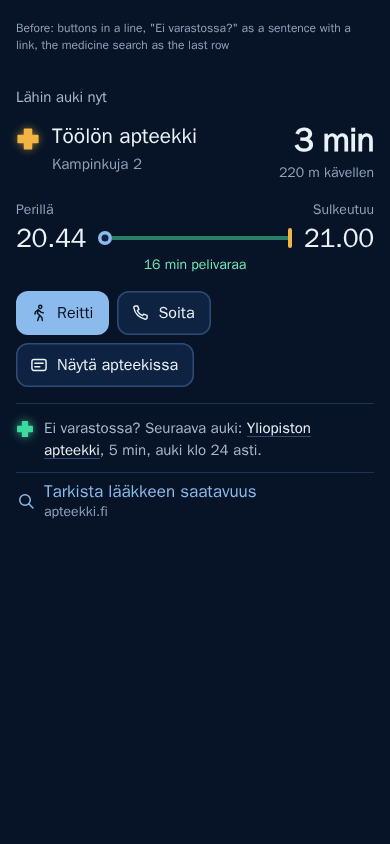 Before: buttons in a line, "Ei varastossa?" as a sentence with a
link, the medicine search as the last row
Lähin auki nyt
Töölön apteekki
3 min
Kampinkuja 2
220 m kävellen
Perillä
Sulkeutuu
20.44
21.00
16 min pelivaraa
Reitti
Soita
Näytä apteekissa
Ei varastossa? Seuraava auki: Yliopiston
apteekki, 5 min, auki klo 24 asti.
Tarkista lääkkeen saatavuus
apteekki.fi